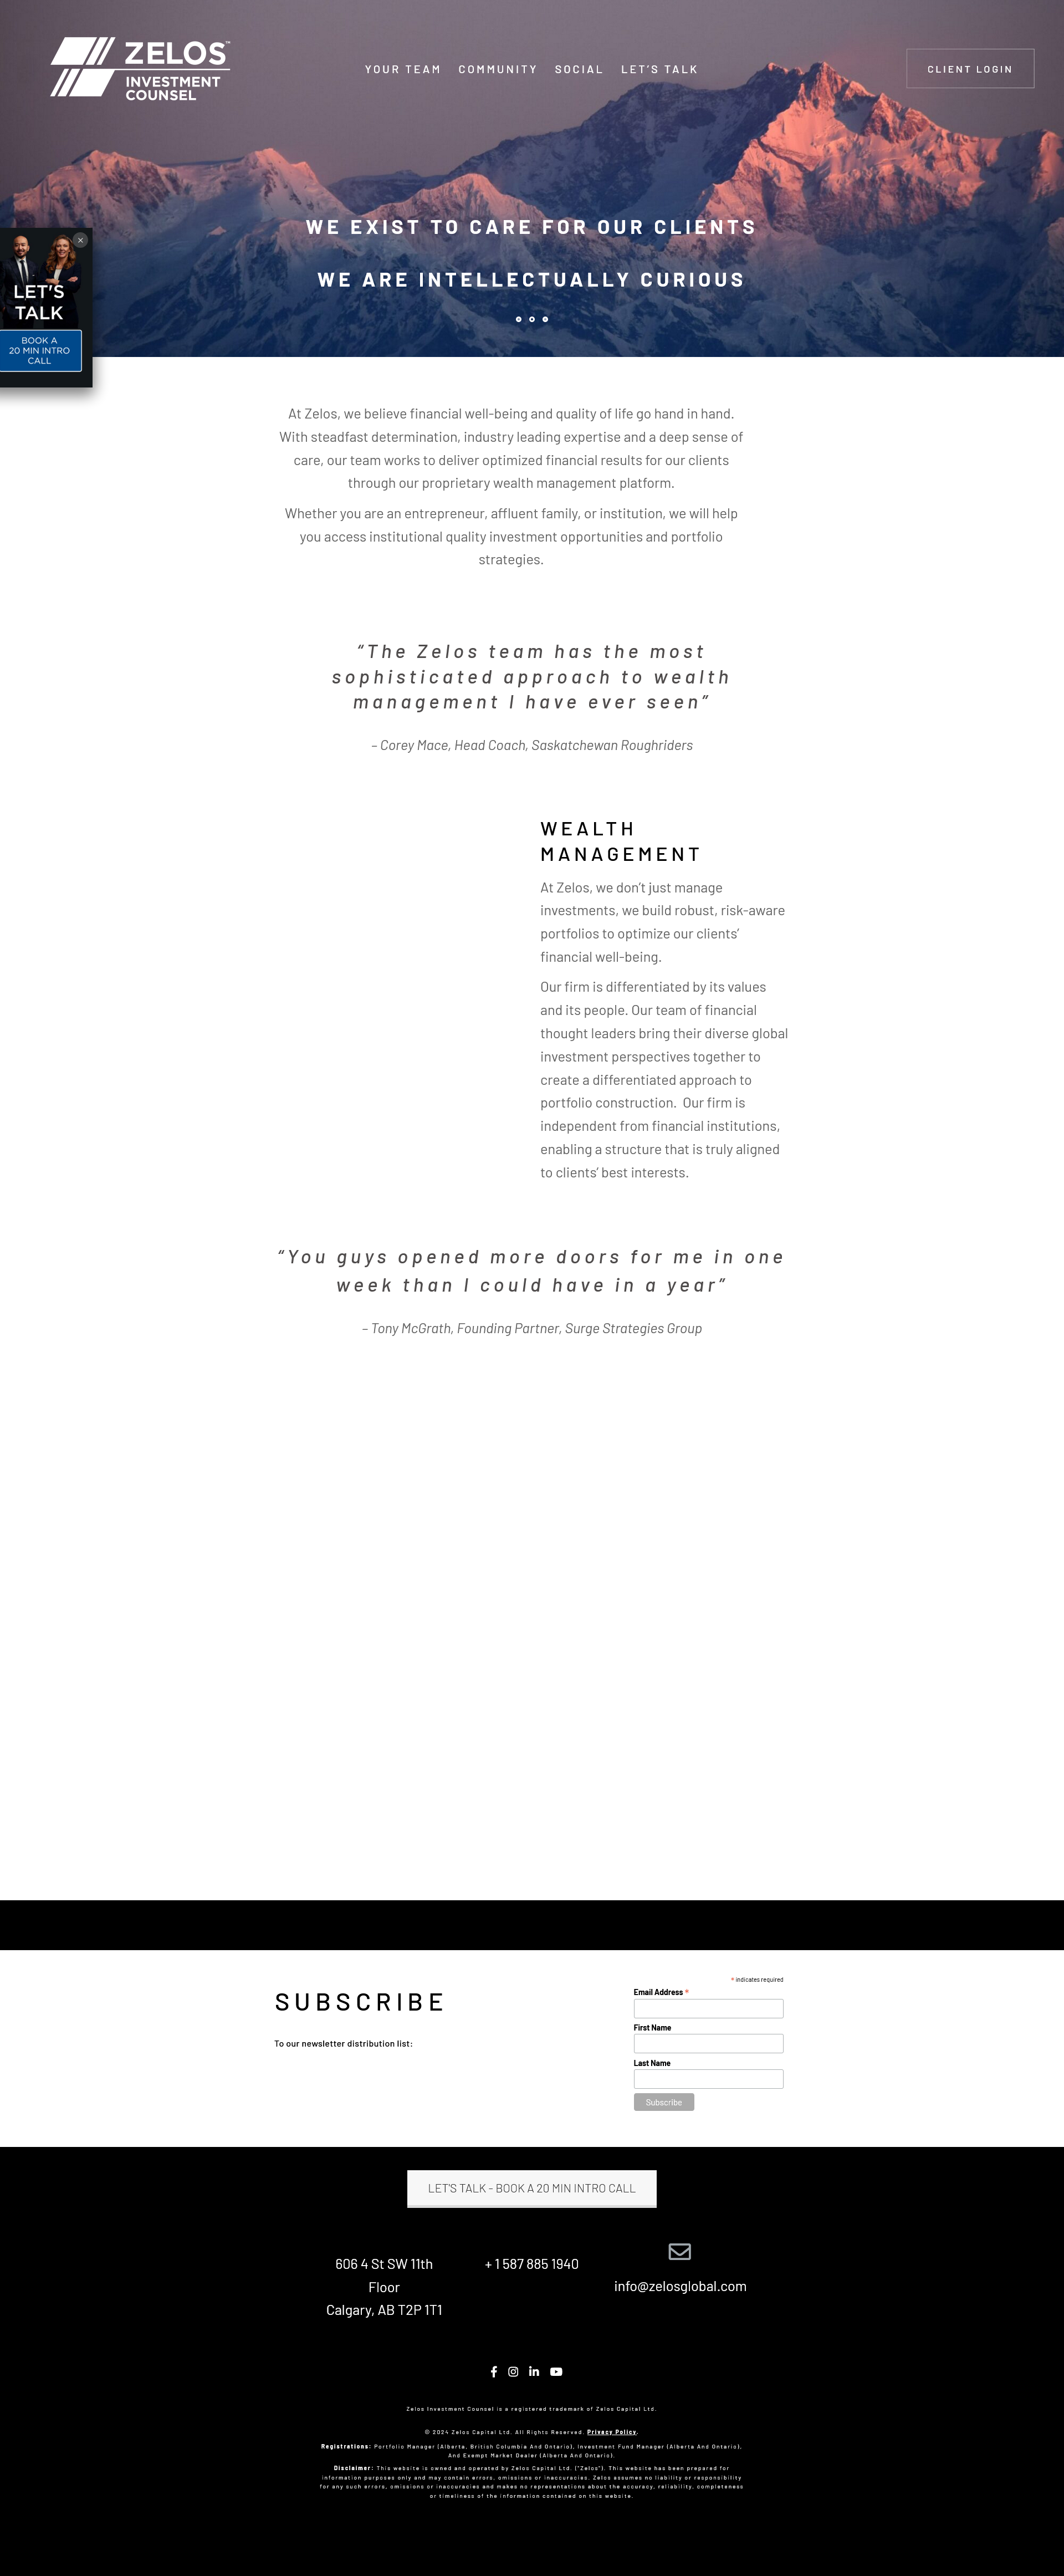 ZELOS™
INVESTMENT
COUNSEL
YOUR TEAM COMMUNITY SOCIAL LET'S TALK
CLIENT LOGIN
WE EXIST TO CARE FOR OUR CLIENTS
WE ARE INTELLECTUALLY CURIOUS
×
LET'S
TALK
BOOK A
20 MIN INTRO
CALL
At Zelos, we believe financial well-being and quality of life go hand in hand.
With steadfast determination, industry leading expertise and a deep sense of
care, our team works to deliver optimized financial results for our clients
through our proprietary wealth management platform.
Whether you are an entrepreneur, affluent family, or institution, we will help
you access institutional quality investment opportunities and portfolio
strategies.
“The Zelos team has the most
sophisticated approach to wealth
management I have ever seen”
– Corey Mace, Head Coach, Saskatchewan Roughriders
WEALTH
MANAGEMENT
At Zelos, we don’t just manage
investments, we build robust, risk-aware
portfolios to optimize our clients’
financial well-being.
Our firm is differentiated by its values
and its people. Our team of financial
thought leaders bring their diverse global
investment perspectives together to
create a differentiated approach to
portfolio construction.  Our firm is
independent from financial institutions,
enabling a structure that is truly aligned
to clients’ best interests.
“You guys opened more doors for me in one
week than I could have in a year”
– Tony McGrath, Founding Partner, Surge Strategies Group
SUBSCRIBE
To our newsletter distribution list:
* indicates required
Email Address *
First Name
Last Name
Subscribe
LET'S TALK - BOOK A 20 MIN INTRO CALL
606 4 St SW 11th
Floor
Calgary, AB T2P 1T1
+ 1 587 885 1940
info@zelosglobal.com
Zelos Investment Counsel is a registered trademark of Zelos Capital Ltd.
© 2024 Zelos Capital Ltd. All Rights Reserved. Privacy Policy.
Registrations: Portfolio Manager (Alberta, British Columbia And Ontario), Investment Fund Manager (Alberta And Ontario),
And Exempt Market Dealer (Alberta And Ontario).
Disclaimer: This website is owned and operated by Zelos Capital Ltd. ("Zelos"). This website has been prepared for
information purposes only and may contain errors, omissions or inaccuracies. Zelos assumes no liability or responsibility
for any such errors, omissions or inaccuracies and makes no representations about the accuracy, reliability, completeness
or timeliness of the information contained on this website.